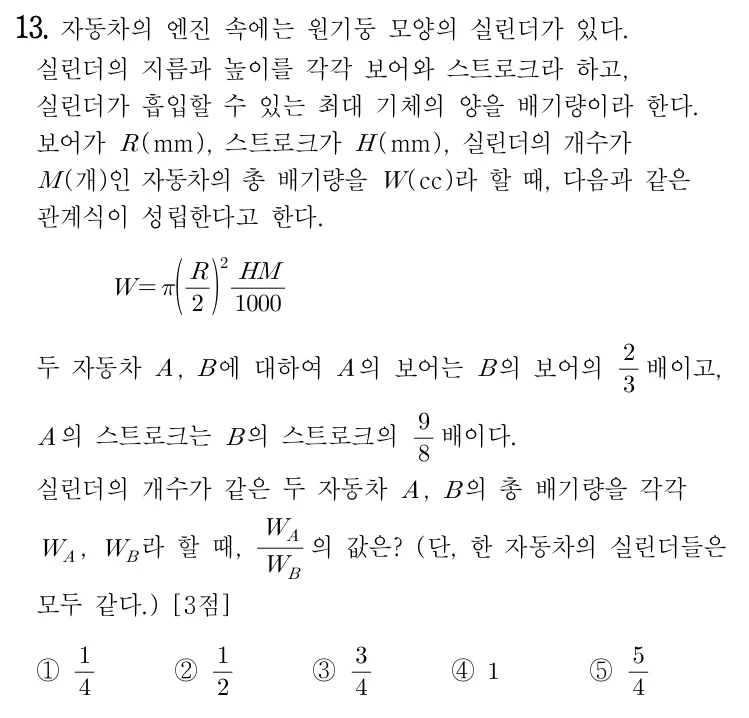 13. 자동차의 엔진 속에는 원기둥 모양의 실린더가 있다.
실린더의 지름과 높이를 각각 보어와 스트로크라 하고,
실린더가 흡입할 수 있는 최대 기체의 양을 배기량이라 한다.
보어가 R(mm), 스트로크가 H(mm), 실린더의 개수가
M(개)인 자동차의 총 배기량을 W(cc)라 할 때, 다음과 같은
관계식이 성립한다고 한다.
W=π(R/2)² HM/1000
두 자동차 A, B에 대하여 A의 보어는 B의 보어의 2/3 배이고,
A의 스트로크는 B의 스트로크의 9/8 배이다.
실린더의 개수가 같은 두 자동차 A, B의 총 배기량을 각각
W_A, W_B라 할 때, W_A/W_B 의 값은? (단, 한 자동차의 실린더들은
모두 같다.) [3점]
① 1/4 ② 1/2 ③ 3/4 ④ 1 ⑤ 5/4